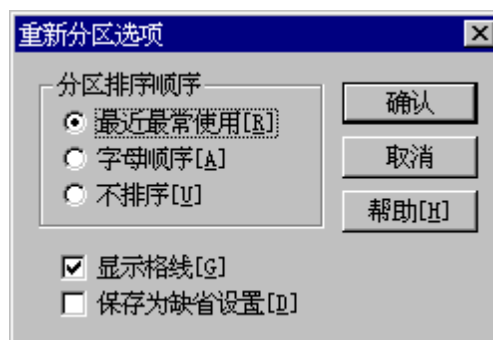 重新分区选项
分区排序顺序
最近最常使用[R]
字母顺序[A]
不排序[U]
确认
取消
帮助[H]
显示格线[G]
保存为缺省设置[D]